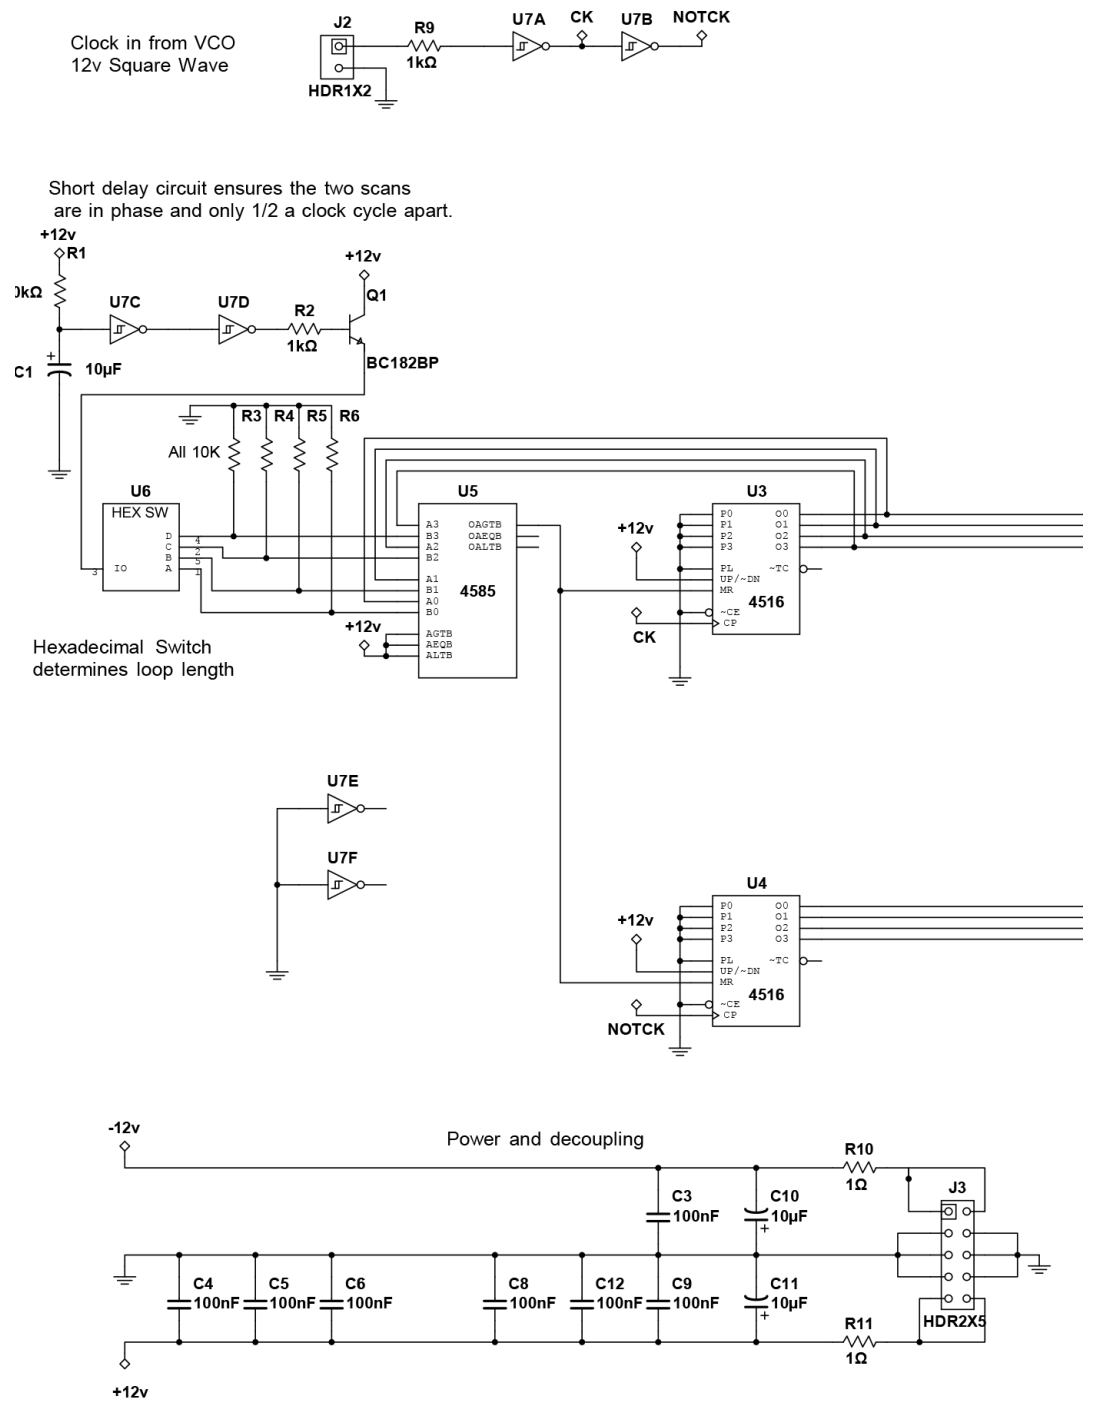 Clock in from VCO
12v Square Wave
J2
HDR1X2
R9
1kΩ
U7A
CK
U7B
NOTCK
Short delay circuit ensures the two scans
are in phase and only 1/2 a clock cycle apart.
+12v
R1
0kΩ
C1
+
10µF
U7C
U7D
R2
1kΩ
+12v
Q1
BC182BP
R3
R4
R5
R6
All 10K
U6
HEX SW
D
C
B
A
IO
4
2
5
1
3
Hexadecimal Switch
determines loop length
U5
A3
B3
A2
B2
A1
B1
A0
B0
AGTB
AEQB
ALTB
OAGTB
OAEQB
OALTB
4585
+12v
U3
P0
P1
P2
P3
PL
UP/~DN
MR
~CE
CP
O0
O1
O2
O3
~TC
4516
+12v
CK
U7E
U7F
U4
P0
P1
P2
P3
PL
UP/~DN
MR
~CE
CP
O0
O1
O2
O3
~TC
4516
+12v
NOTCK
Power and decoupling
-12v
C3
100nF
C10
10µF
+
R10
1Ω
J3
HDR2X5
C4
100nF
C5
100nF
C6
100nF
C8
100nF
C12
100nF
C9
100nF
C11
10µF
+
R11
1Ω
+12v